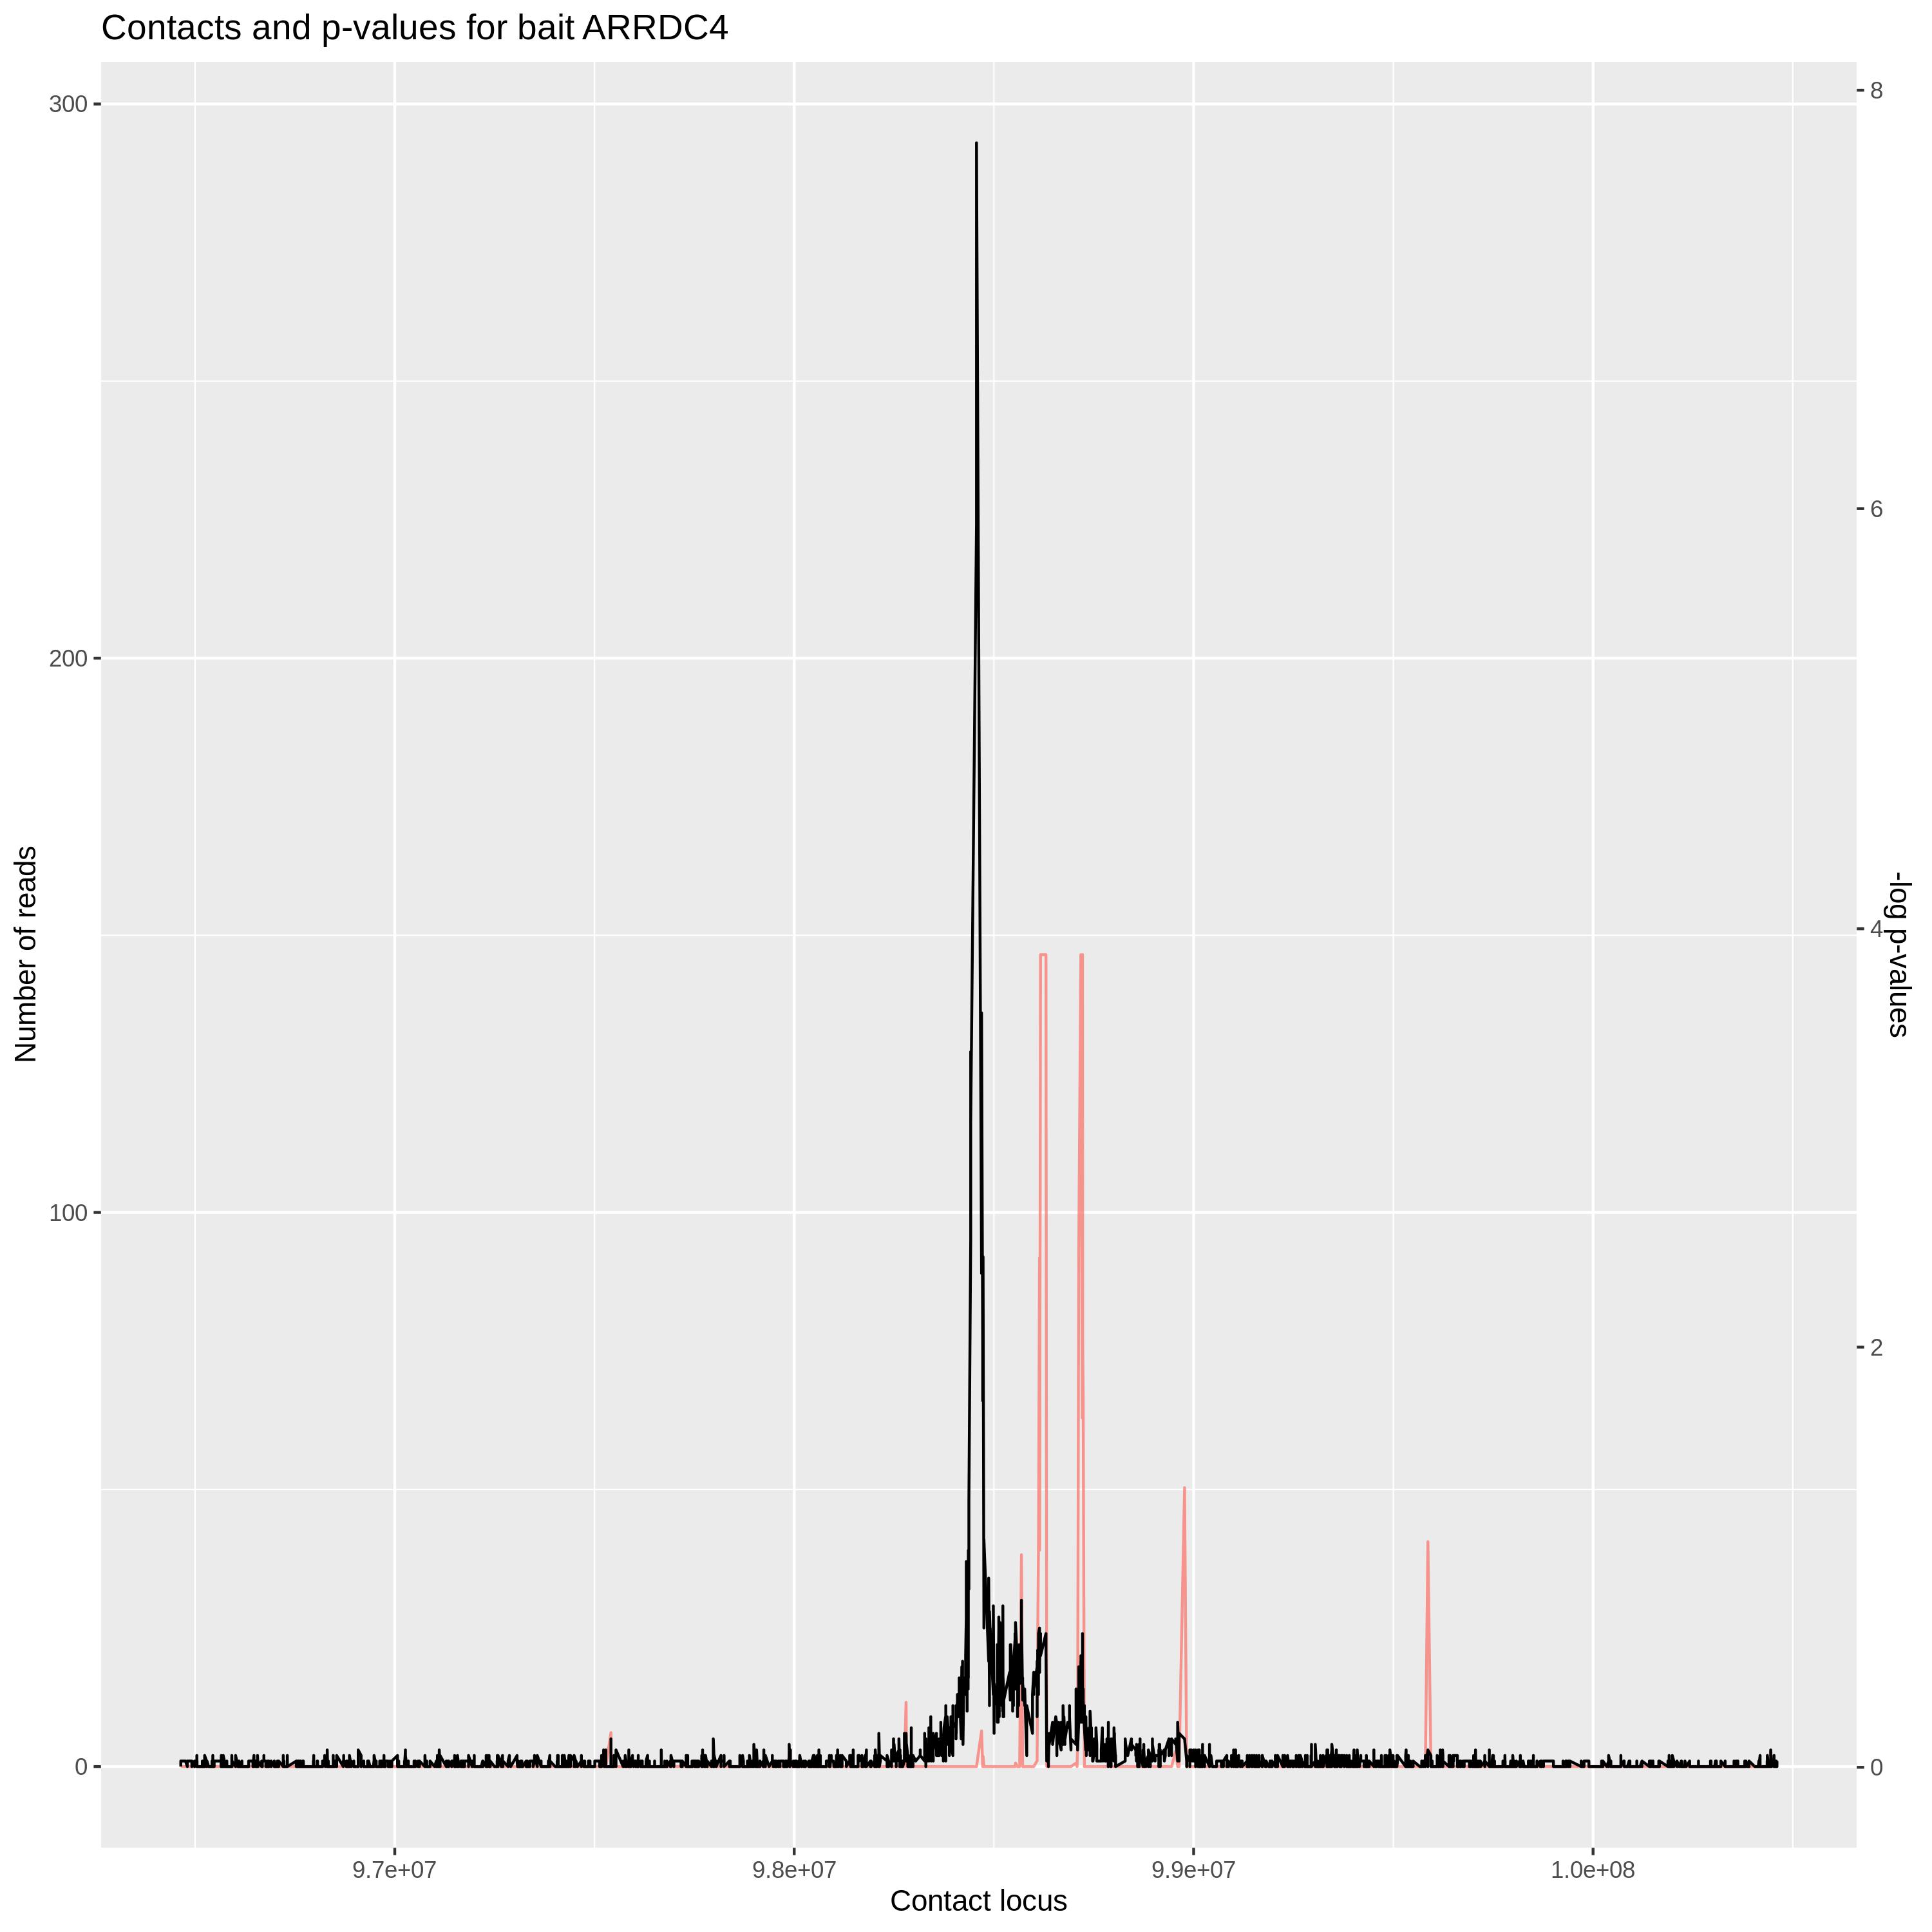 Contacts and p-values for bait ARRDC4
300
200
100
0
Number of reads
8
6
4
2
0
-log p-values
9.7e+07
9.8e+07
9.9e+07
1.0e+08
Contact locus